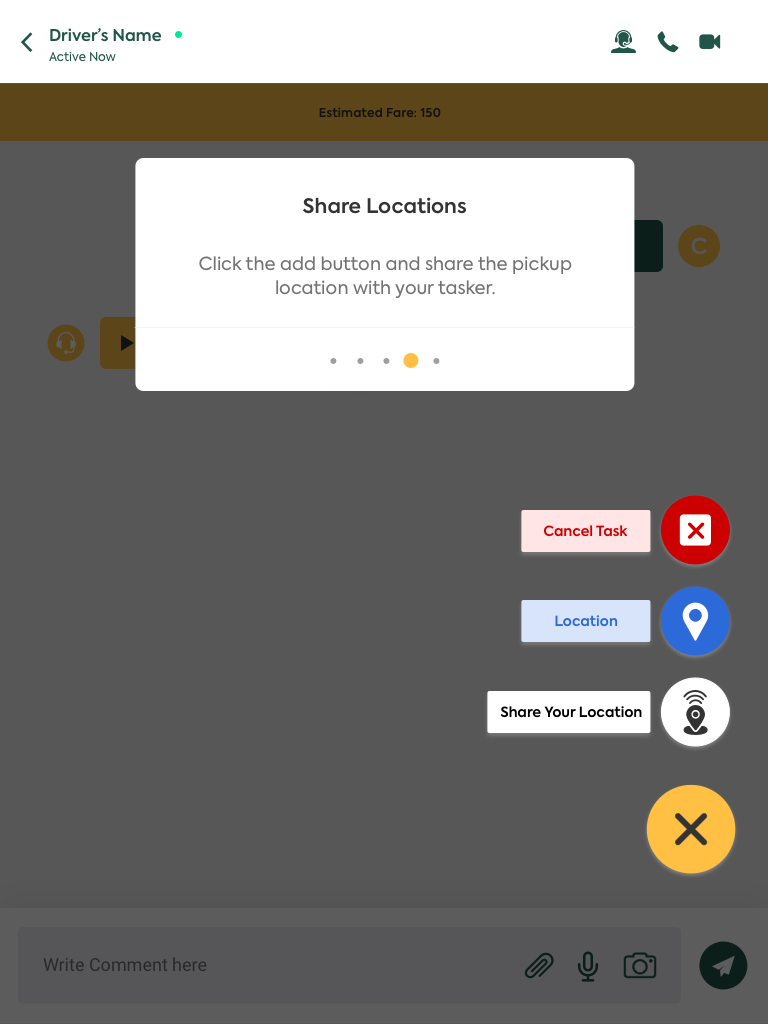 Driver’s Name
Active Now
Estimated Fare: 150
Share Locations
Click the add button and share the pickup
location with your tasker.
C
Cancel Task
Location
Share Your Location
Write Comment here